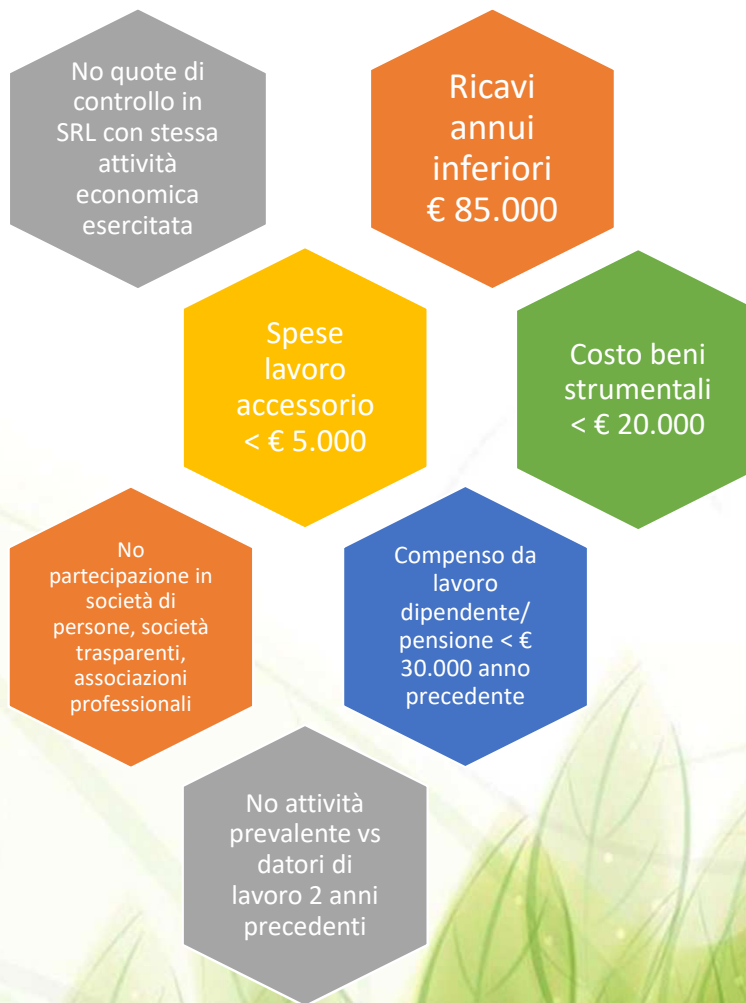 No quote di
controllo in
SRL con stessa
attività
economica
esercitata
Ricavi
annui
inferiori
€ 85.000
Spese
lavoro
accessorio
< € 5.000
Costo beni
strumentali
< € 20.000
No
partecipazione in
società di
persone, società
trasparenti,
associazioni
professionali
Compenso da
lavoro
dipendente/
pensione < €
30.000 anno
precedente
No attività
prevalente vs
datori di
lavoro 2 anni
precedenti